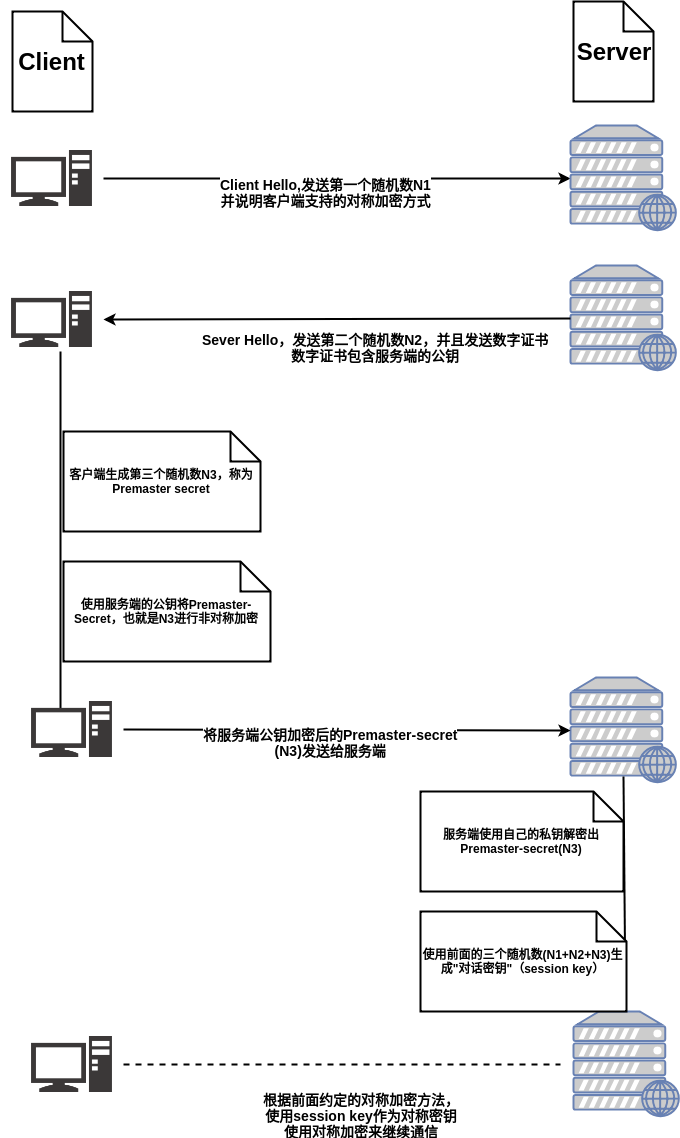 Client
Server
Client Hello,发送第一个随机数N1
并说明客户端支持的对称加密方式
Sever Hello，发送第二个随机数N2，并且发送数字证书
数字证书包含服务端的公钥
客户端生成第三个随机数N3，称为
Premaster secret
使用服务端的公钥将Premaster-
Secret，也就是N3进行非对称加密
将服务端公钥加密后的Premaster-secret
(N3)发送给服务端
服务端使用自己的私钥解密出
Premaster-secret(N3)
使用前面的三个随机数(N1+N2+N3)生
成"对话密钥"（session key）
根据前面约定的对称加密方法，
使用session key作为对称密钥
使用对称加密来继续通信